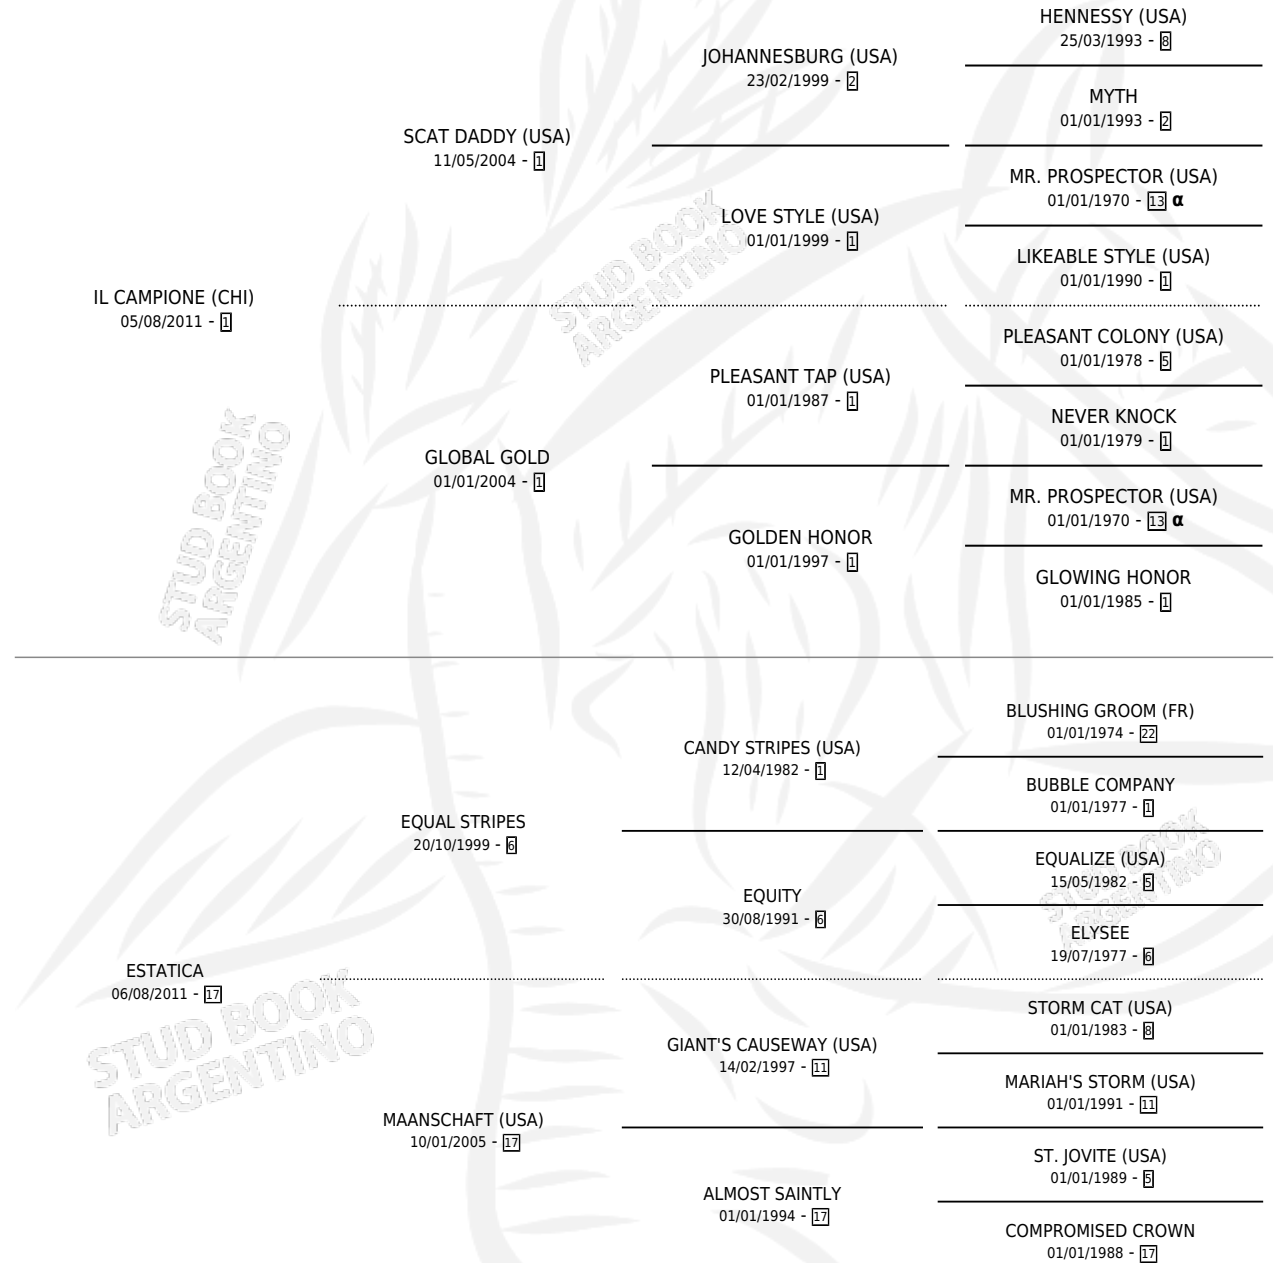 HENNESSY (USA)
25/03/1993 - 8
JOHANNESBURG (USA)
23/02/1999 - 2
MYTH
01/01/1993 - 2
SCAT DADDY (USA)
11/05/2004 - 1
MR. PROSPECTOR (USA)
01/01/1970 - 13 α
LOVE STYLE (USA)
01/01/1999 - 1
LIKEABLE STYLE (USA)
01/01/1990 - 1
IL CAMPIONE (CHI)
05/08/2011 - 1
PLEASANT COLONY (USA)
01/01/1978 - 5
PLEASANT TAP (USA)
01/01/1987 - 1
NEVER KNOCK
01/01/1979 - 1
GLOBAL GOLD
01/01/2004 - 1
MR. PROSPECTOR (USA)
01/01/1970 - 13 α
GOLDEN HONOR
01/01/1997 - 1
GLOWING HONOR
01/01/1985 - 1
BLUSHING GROOM (FR)
01/01/1974 - 22
CANDY STRIPES (USA)
12/04/1982 - 1
BUBBLE COMPANY
01/01/1977 - 1
EQUAL STRIPES
20/10/1999 - 6
EQUALIZE (USA)
15/05/1982 - 5
EQUITY
30/08/1991 - 6
ELYSEE
19/07/1977 - 6
ESTATICA
06/08/2011 - 17
STORM CAT (USA)
01/01/1983 - 8
GIANT'S CAUSEWAY (USA)
14/02/1997 - 11
MARIAH'S STORM (USA)
01/01/1991 - 11
MAANSCHAFT (USA)
10/01/2005 - 17
ST. JOVITE (USA)
01/01/1989 - 5
ALMOST SAINTLY
01/01/1994 - 17
COMPROMISED CROWN
01/01/1988 - 17
STUD BOOK
ARGENTINO
STUD BOOK
ARGENTINO
STUD BOOK
ARGENTINO
STUD BOOK
ARGENTINO